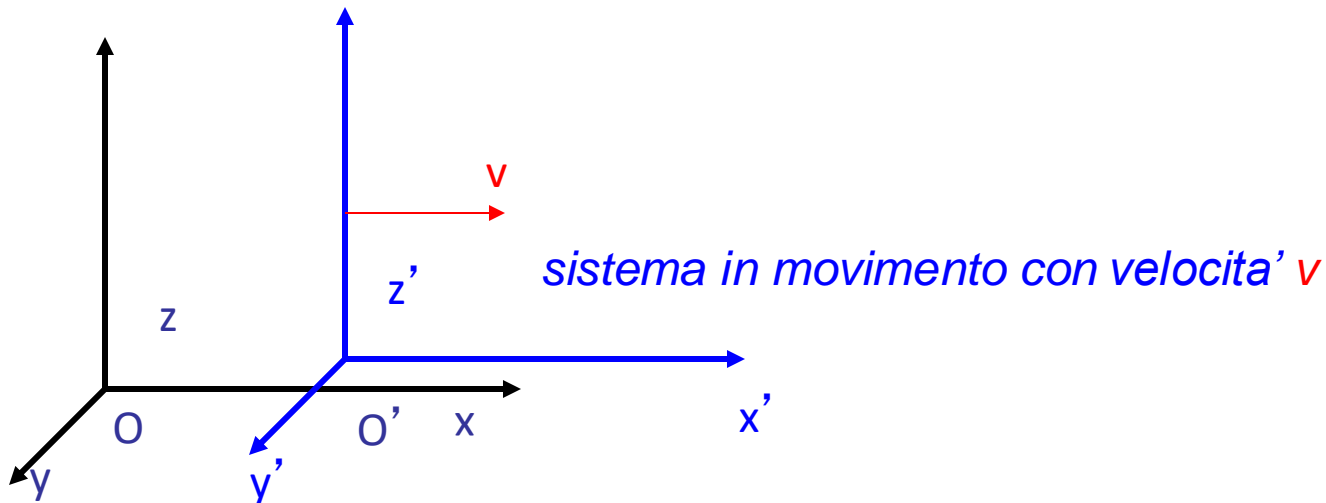 v
z’
sistema in movimento con velocita’ v
z
O
O’
x
x’
y
y’